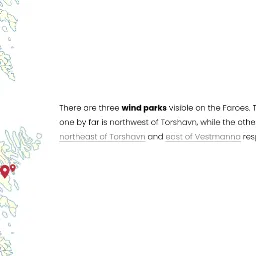 There are three wind parks visible on the Faroes. T
one by far is northwest of Torshavn, while the othe
northeast of Torshavn and east of Vestmanna resp